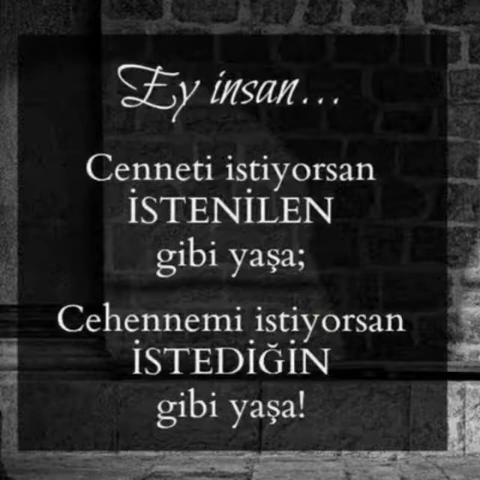 Ey insan...
Cenneti istiyorsan
İSTENİLEN
gibi yaşa;
Cehennemi istiyorsan
İSTEDİĞİN
gibi yaşa!